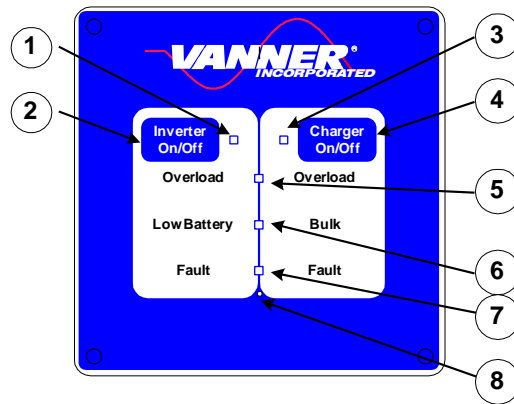 1
3
VANNER®
INCORPORATED
2
4
Inverter
On/Off
Charger
On/Off
Overload
Overload
5
Low Battery
Bulk
6
Fault
Fault
7
8